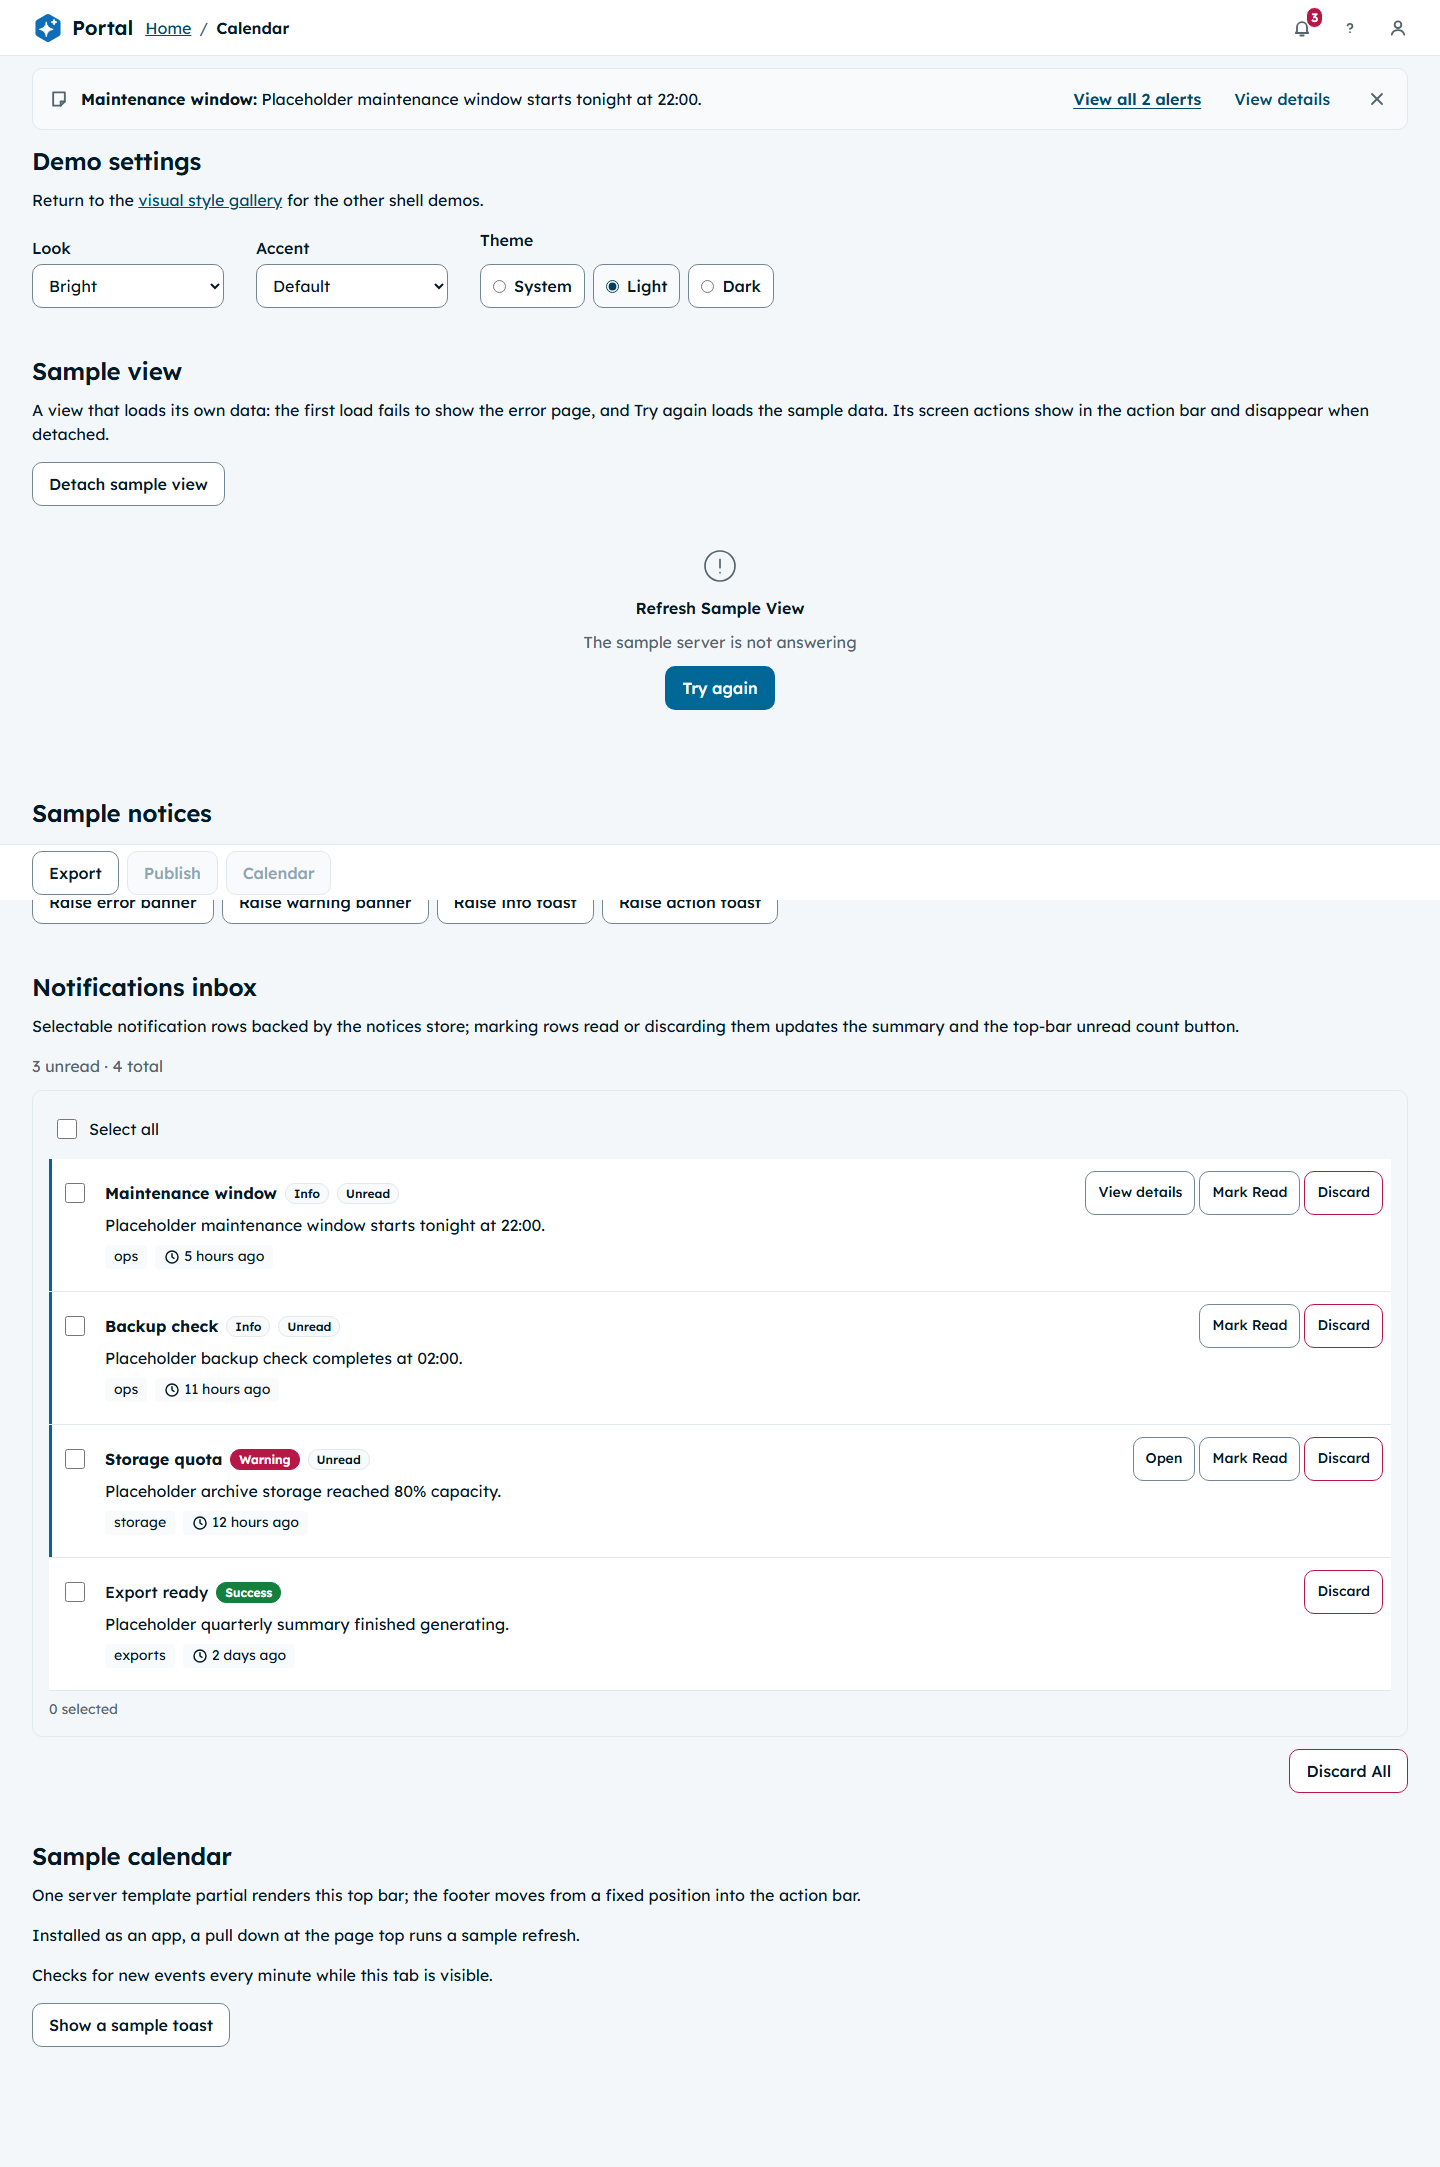 Portal Home / Calendar 3 ?
Maintenance window: Placeholder maintenance window starts tonight at 22:00. View all 2 alerts View details
Demo settings
Return to the visual style gallery for the other shell demos.
Look Accent Theme
Bright Default System Light Dark
Sample view
A view that loads its own data: the first load fails to show the error page, and Try again loads the sample data. Its screen actions show in the action bar and disappear when
detached.
Detach sample view
Refresh Sample View
The sample server is not answering
Try again
Sample notices
Export Publish Calendar
Raise error banner Raise warning banner Raise info toast Raise action toast
Notifications inbox
Selectable notification rows backed by the notices store; marking rows read or discarding them updates the summary and the top-bar unread count button.
3 unread · 4 total
Select all
Maintenance window Info Unread View details Mark Read Discard
Placeholder maintenance window starts tonight at 22:00.
ops 5 hours ago
Backup check Info Unread Mark Read Discard
Placeholder backup check completes at 02:00.
ops 11 hours ago
Storage quota Warning Unread Open Mark Read Discard
Placeholder archive storage reached 80% capacity.
storage 12 hours ago
Export ready Success Discard
Placeholder quarterly summary finished generating.
exports 2 days ago
0 selected
Discard All
Sample calendar
One server template partial renders this top bar; the footer moves from a fixed position into the action bar.
Installed as an app, a pull down at the page top runs a sample refresh.
Checks for new events every minute while this tab is visible.
Show a sample toast